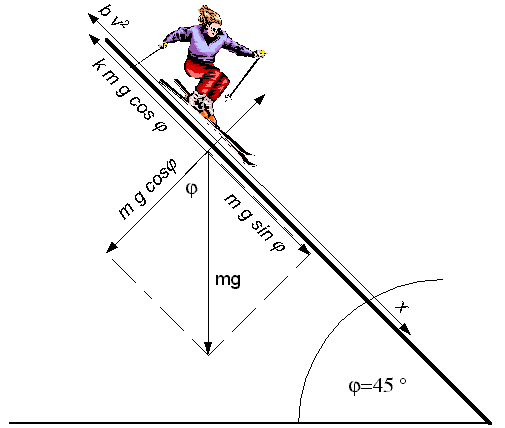 b v²
k m g cos φ
m g cosφ
φ
m g sin φ
mg
x
φ=45 °